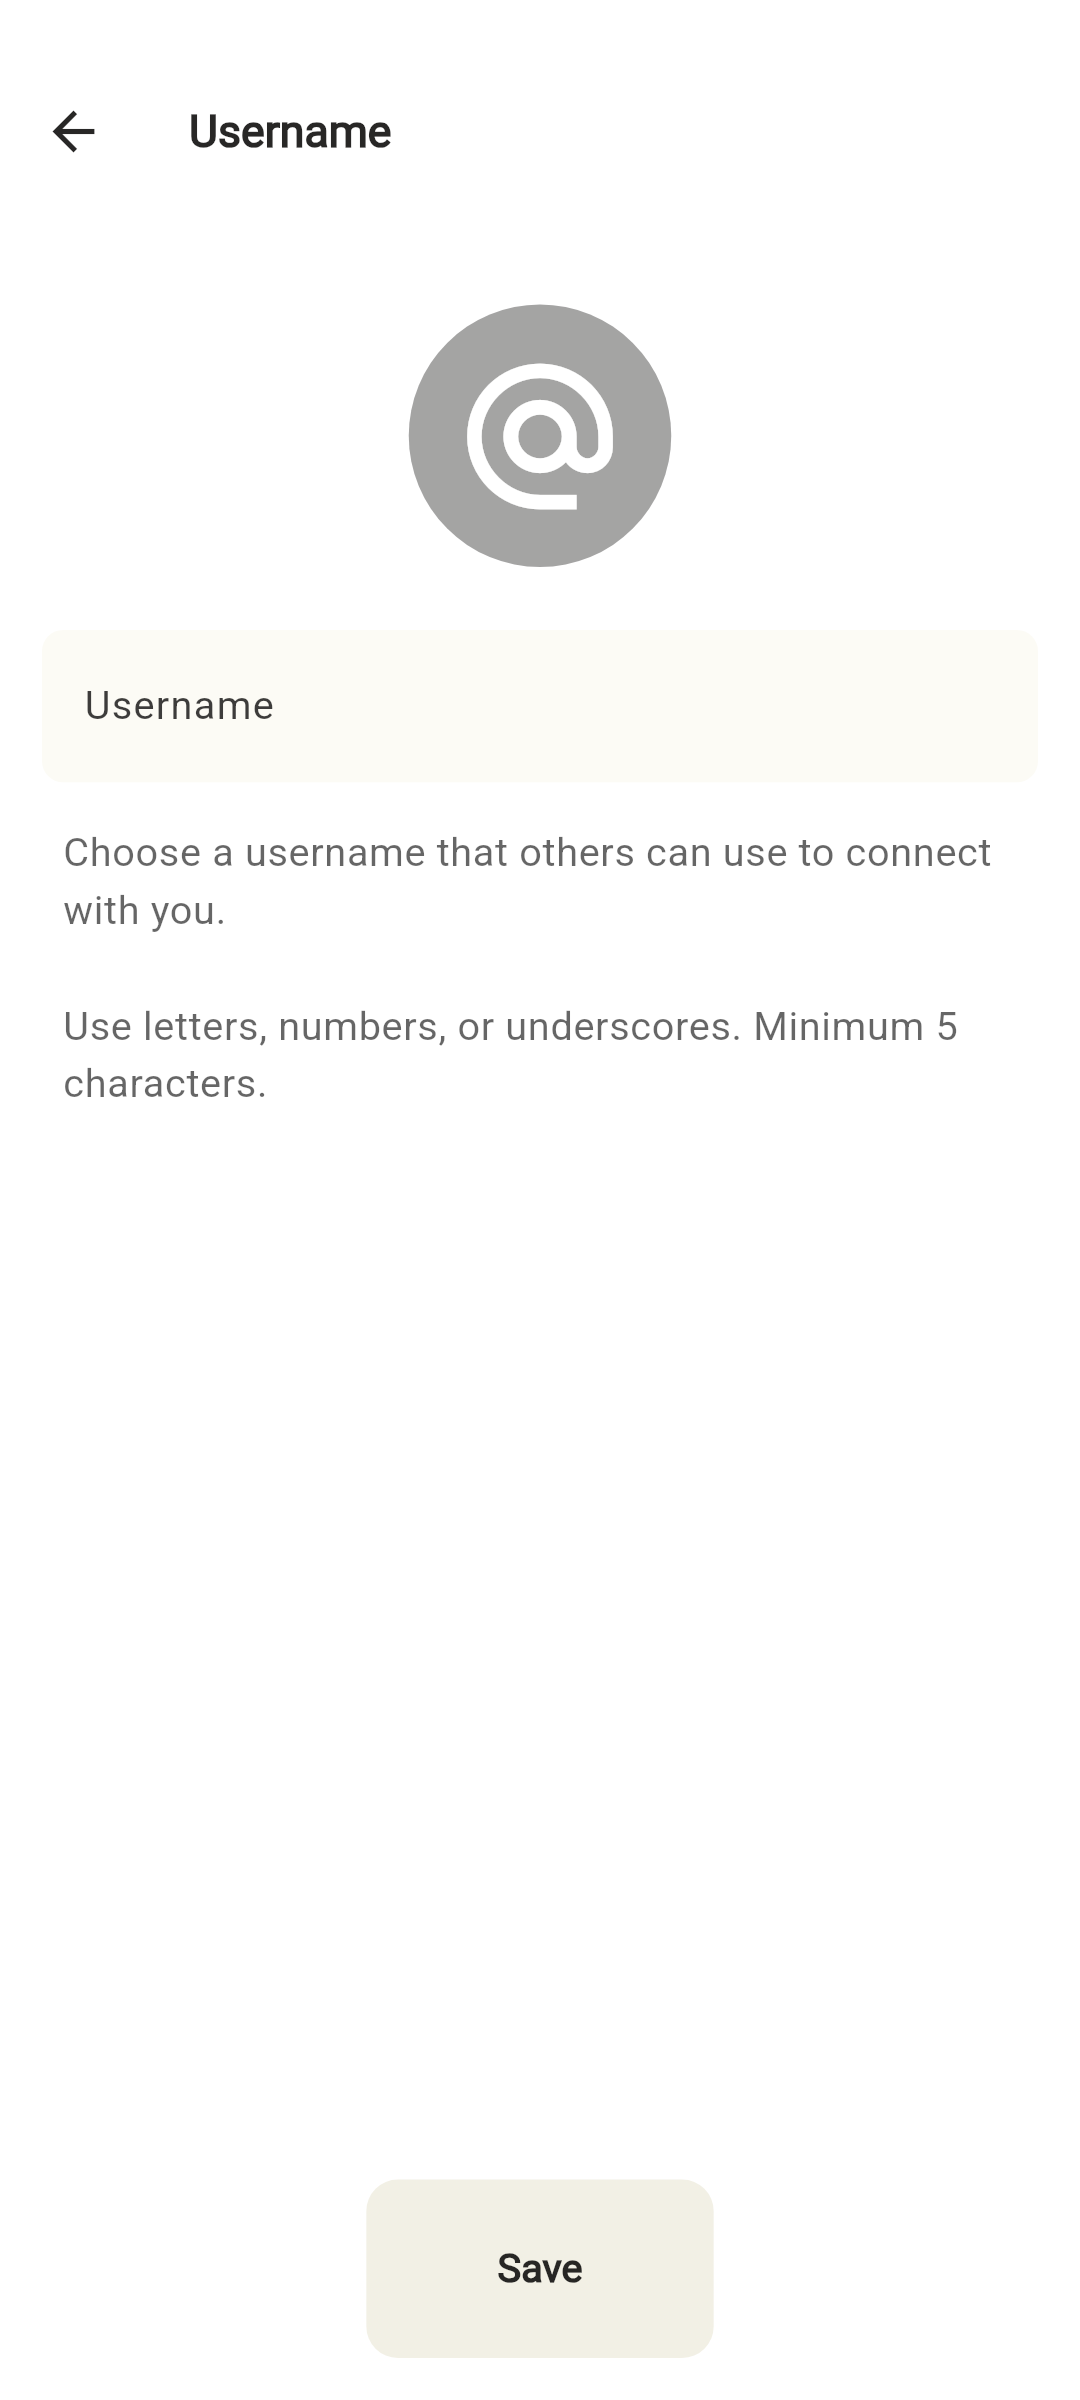 Username
Username
Choose a username that others can use to connect
with you.
Use letters, numbers, or underscores. Minimum 5
characters.
Save